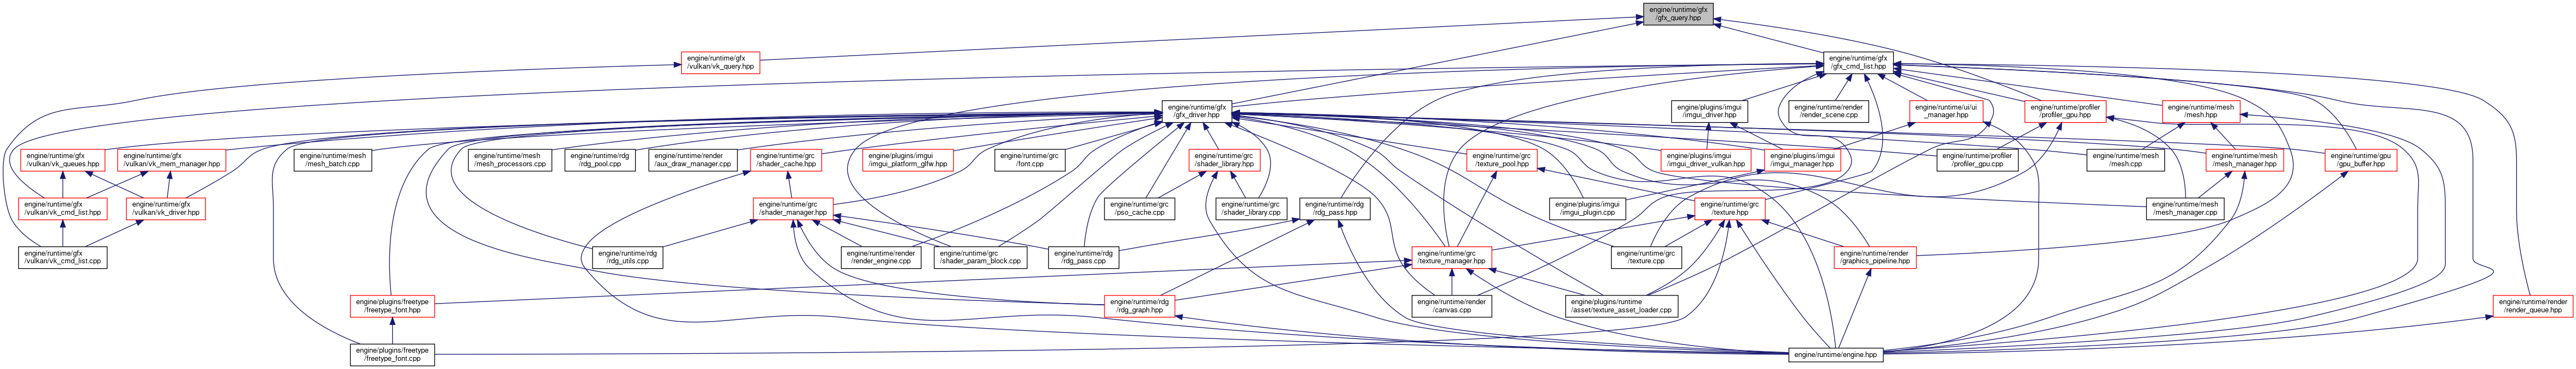 engine/runtime/gfx
/gfx_query.hpp
engine/runtime/gfx
/vulkan/vk_query.hpp
engine/runtime/gfx
/gfx_cmd_list.hpp
engine/runtime/gfx
/gfx_driver.hpp
engine/plugins/imgui
/imgui_driver.hpp
engine/runtime/render
/render_scene.cpp
engine/runtime/ui/ui
_manager.hpp
engine/runtime/profiler
/profiler_gpu.hpp
engine/runtime/mesh
/mesh.hpp
engine/runtime/gfx
/vulkan/vk_queues.hpp
engine/runtime/gfx
/vulkan/vk_mem_manager.hpp
engine/runtime/mesh
/mesh_batch.cpp
engine/runtime/mesh
/mesh_processors.cpp
engine/runtime/rdg
/rdg_pool.cpp
engine/runtime/render
/aux_draw_manager.cpp
engine/runtime/grc
/shader_cache.hpp
engine/plugins/imgui
/imgui_platform_glfw.hpp
engine/runtime/grc
/font.cpp
engine/runtime/grc
/shader_library.hpp
engine/runtime/grc
/texture_pool.hpp
engine/plugins/imgui
/imgui_driver_vulkan.hpp
engine/plugins/imgui
/imgui_manager.hpp
engine/runtime/profiler
/profiler_gpu.cpp
engine/runtime/mesh
/mesh.cpp
engine/runtime/mesh
/mesh_manager.hpp
engine/runtime/gpu
/gpu_buffer.hpp
engine/runtime/gfx
/vulkan/vk_cmd_list.hpp
engine/runtime/gfx
/vulkan/vk_driver.hpp
engine/runtime/grc
/shader_manager.hpp
engine/runtime/grc
/pso_cache.cpp
engine/runtime/grc
/shader_library.cpp
engine/runtime/rdg
/rdg_pass.hpp
engine/plugins/imgui
/imgui_plugin.cpp
engine/runtime/grc
/texture.hpp
engine/runtime/mesh
/mesh_manager.cpp
engine/runtime/gfx
/vulkan/vk_cmd_list.cpp
engine/runtime/rdg
/rdg_utils.cpp
engine/runtime/render
/render_engine.cpp
engine/runtime/grc
/shader_param_block.cpp
engine/runtime/rdg
/rdg_pass.cpp
engine/runtime/grc
/texture_manager.hpp
engine/runtime/grc
/texture.cpp
engine/runtime/render
/graphics_pipeline.hpp
engine/plugins/freetype
/freetype_font.hpp
engine/runtime/rdg
/rdg_graph.hpp
engine/runtime/render
/canvas.cpp
engine/plugins/runtime
/asset/texture_asset_loader.cpp
engine/runtime/render
/render_queue.hpp
engine/plugins/freetype
/freetype_font.cpp
engine/runtime/engine.hpp